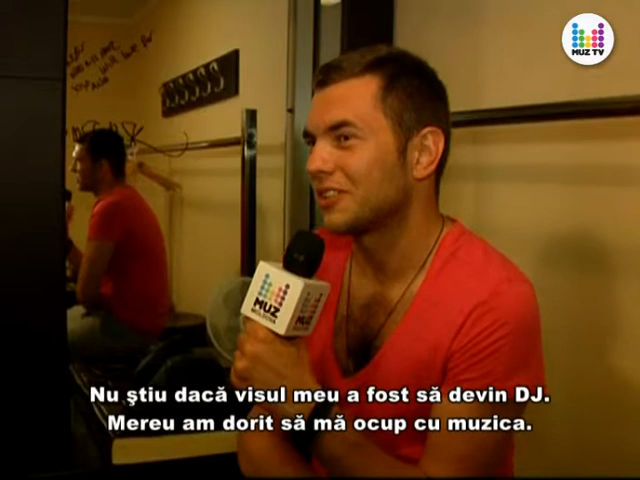 MUZ TV
MUZ
MOLDOVA
Nu ştiu dacă visul meu a fost să devin DJ.
Mereu am dorit să mă ocup cu muzica.